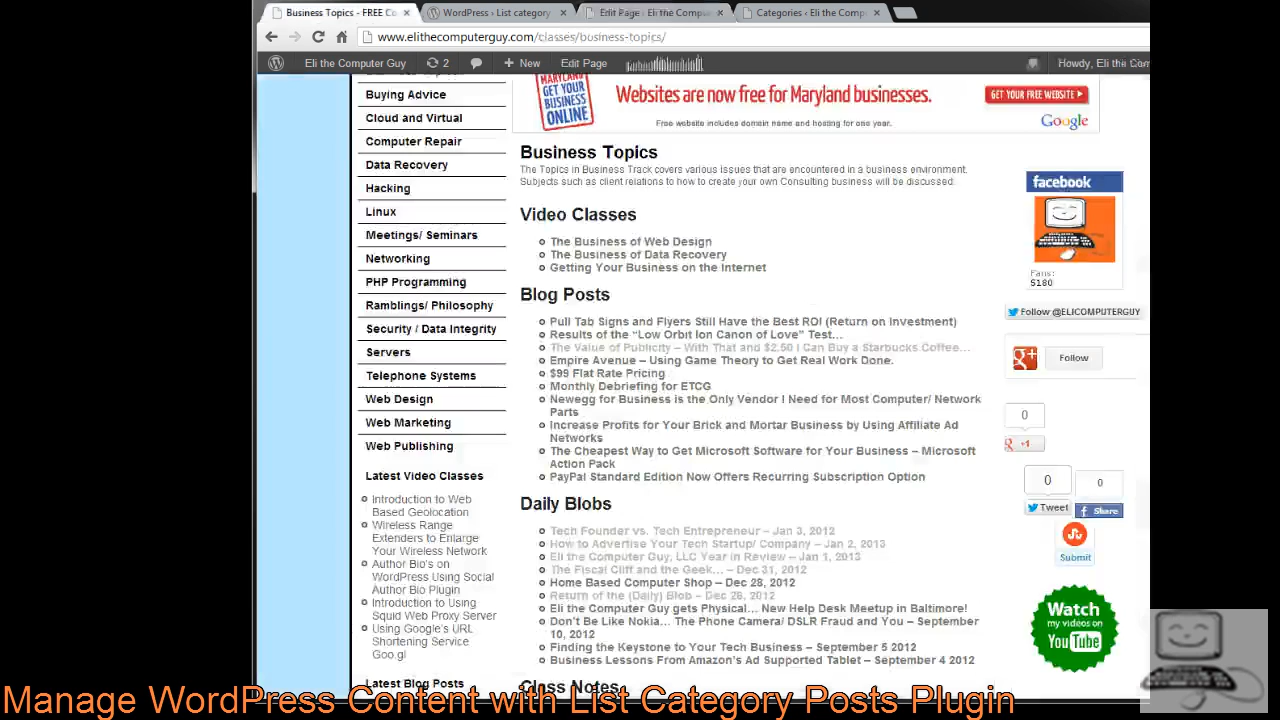 Business Topics - FREE Co
WordPress › List category
Edit Page ‹ Eli the Compu
Categories ‹ Eli the Comp
www.elithecomputerguy.com/classes/business-topics/
Eli the Computer Guy
2
+ New
Edit Page
Howdy, Eli the Com
Buying Advice
Cloud and Virtual
Computer Repair
Data Recovery
Hacking
Linux
Meetings/ Seminars
Networking
PHP Programming
Ramblings/ Philosophy
Security / Data Integrity
Servers
Telephone Systems
Web Design
Web Marketing
Web Publishing
Latest Video Classes
Introduction to Web
Based Geolocation
Wireless Range
Extenders to Enlarge
Your Wireless Network
Author Bio's on
WordPress Using Social
Author Bio Plugin
Introduction to Using
Squid Web Proxy Server
Using Google's URL
Shortening Service
Goo.gl
Latest Blog Posts
MARYLAND
GET YOUR
BUSINESS
ONLINE
Websites are now free for Maryland businesses.
Free website includes domain name and hosting for one year.
GET YOUR FREE WEBSITE
Google
Business Topics
The Topics in Business Track covers various issues that are encountered in a business environment.
Subjects such as client relations to how to create your own Consulting business will be discussed.
Video Classes
The Business of Web Design
The Business of Data Recovery
Getting Your Business on the Internet
Blog Posts
Pull Tab Signs and Flyers Still Have the Best ROI (Return on Investment)
Results of the “Low Orbit Ion Canon of Love” Test…
The Value of Publicity – With That and $2.50 I Can Buy a Starbucks Coffee…
Empire Avenue – Using Game Theory to Get Real Work Done.
$99 Flat Rate Pricing
Monthly Debriefing for ETCG
Newegg for Business is the Only Vendor I Need for Most Computer/ Network
Parts
Increase Profits for Your Brick and Mortar Business by Using Affiliate Ad
Networks
The Cheapest Way to Get Microsoft Software for Your Business – Microsoft
Action Pack
PayPal Standard Edition Now Offers Recurring Subscription Option
Daily Blobs
Tech Founder vs. Tech Entrepreneur – Jan 3, 2012
How to Advertise Your Tech Startup/ Company – Jan 2, 2013
Eli the Computer Guy, LLC Year in Review – Jan 1, 2013
The Fiscal Cliff and the Geek… – Dec 31, 2012
Home Based Computer Shop – Dec 28, 2012
Return of the (Daily) Blob – Dec 26, 2012
Eli the Computer Guy gets Physical… New Help Desk Meetup in Baltimore!
Don't Be Like Nokia… The Phone Camera/ DSLR Fraud and You – September
10, 2012
Finding the Keystone to Your Tech Business – September 5 2012
Business Lessons From Amazon's Ad Supported Tablet – September 4 2012
Class Notes
facebook
Fans:
5180
Follow @ELICOMPUTERGUY
g+
Follow
0
g +1
0
0
Tweet
Share
Submit
Watch
my videos on
You Tube
Manage WordPress Content with List Category Posts Plugin